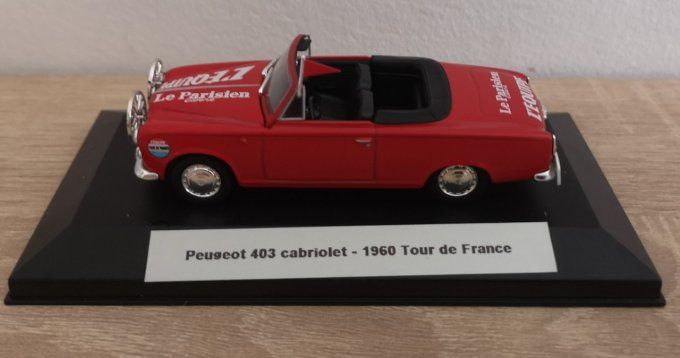 L'EQUIPE
Le Parisien
Le Parisien
L'EQUIPE
Peugeot 403 cabriolet - 1960 Tour de France